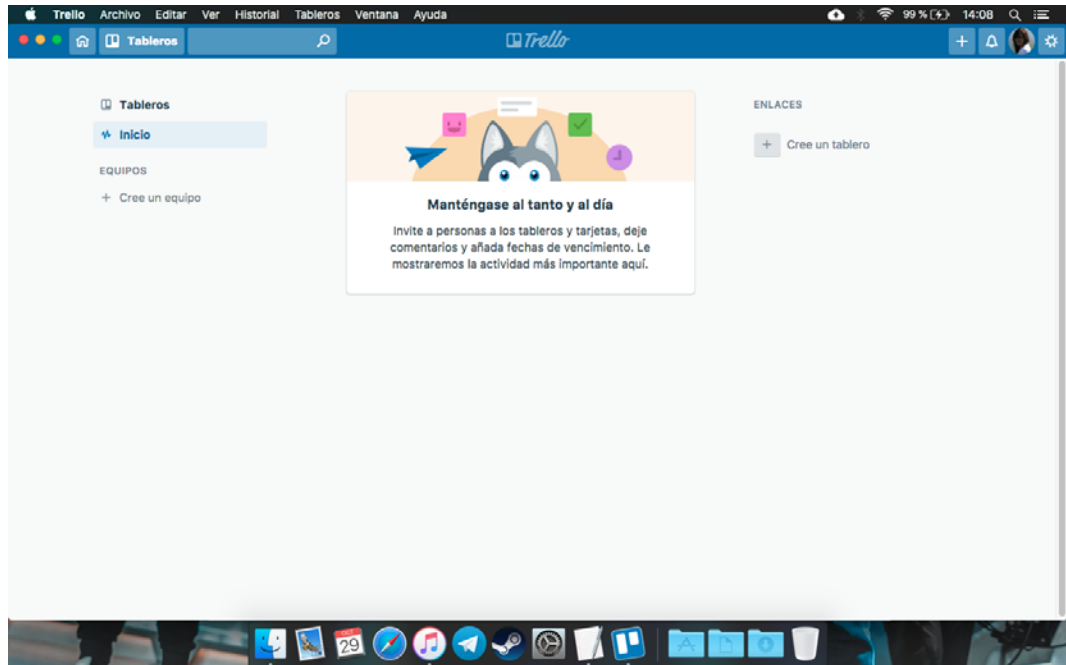 Trello Archivo Editar Ver Historial Tableros Ventana Ayuda 99 % 14:08
Tableros
Trello
Tableros
Inicio
EQUIPOS
+ Cree un equipo
Manténgase al tanto y al día
Invite a personas a los tableros y tarjetas, deje
comentarios y añada fechas de vencimiento. Le
mostraremos la actividad más importante aquí.
ENLACES
+ Cree un tablero
OCT
29